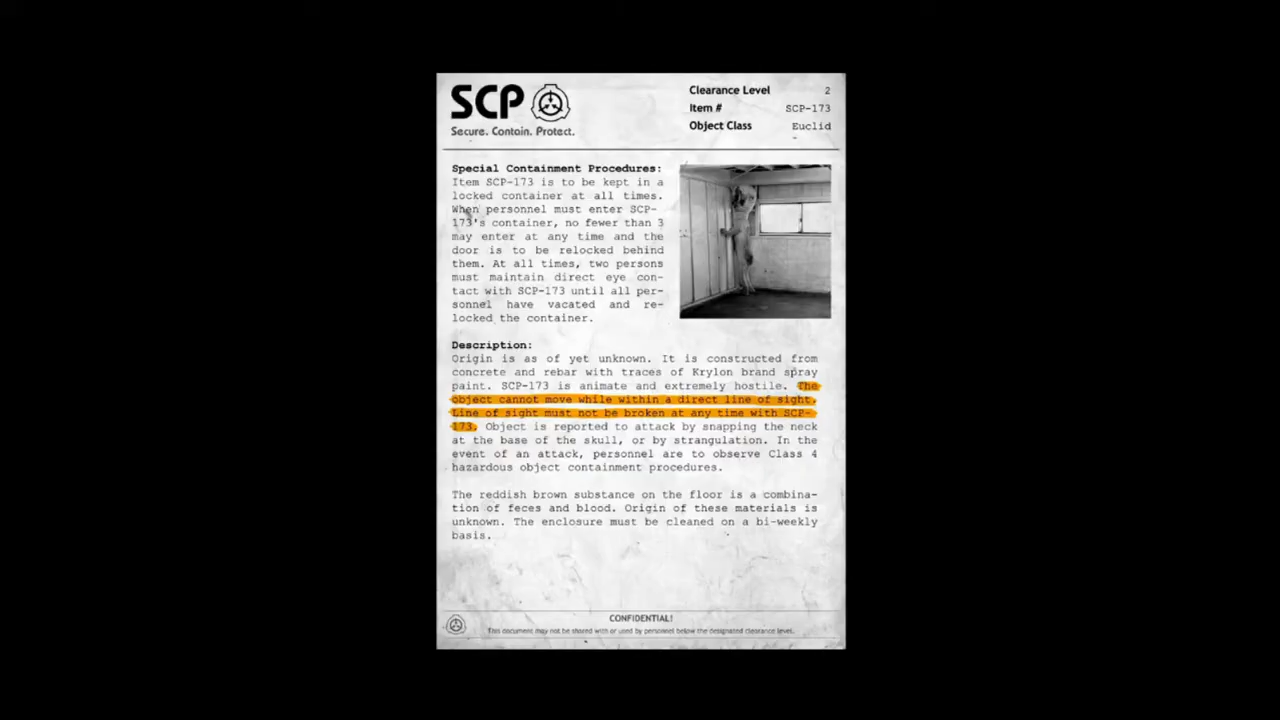 SCP
Secure. Contain. Protect.
Clearance Level 2
Item # SCP-173
Object Class Euclid
Special Containment Procedures:
Item SCP-173 is to be kept in a
locked container at all times.
When personnel must enter SCP-
173's container, no fewer than 3
may enter at any time and the
door is to be relocked behind
them. At all times, two persons
must maintain direct eye con-
tact with SCP-173 until all per-
sonnel have vacated and re-
locked the container.
Description:
Origin is as of yet unknown. It is constructed from
concrete and rebar with traces of Krylon brand spray
paint. SCP-173 is animate and extremely hostile. The
object cannot move while within a direct line of sight.
Line of sight must not be broken at any time with SCP-
173. Object is reported to attack by snapping the neck
at the base of the skull, or by strangulation. In the
event of an attack, personnel are to observe Class 4
hazardous object containment procedures.
The reddish brown substance on the floor is a combina-
tion of feces and blood. Origin of these materials is
unknown. The enclosure must be cleaned on a bi-weekly
basis.
CONFIDENTIAL!
This document may not be shared with or used by personnel below the designated clearance level.